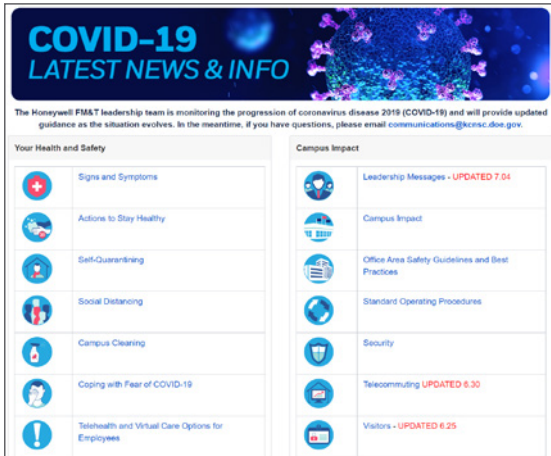 COVID-19
LATEST NEWS & INFO
The Honeywell FM&T leadership team is monitoring the progression of coronavirus disease 2019 (COVID-19) and will provide updated
guidance as the situation evolves. In the meantime, if you have questions, please email communications@kcnsc.doe.gov.
Your Health and Safety
Signs and Symptoms
Actions to Stay Healthy
Self-Quarantining
Social Distancing
Campus Cleaning
Coping with Fear of COVID-19
Telehealth and Virtual Care Options for
Employees
Campus Impact
Leadership Messages - UPDATED 7.04
Campus Impact
Office Area Safety Guidelines and Best
Practices
Standard Operating Procedures
Security
Telecommuting UPDATED 6.30
Visitors - UPDATED 6.25